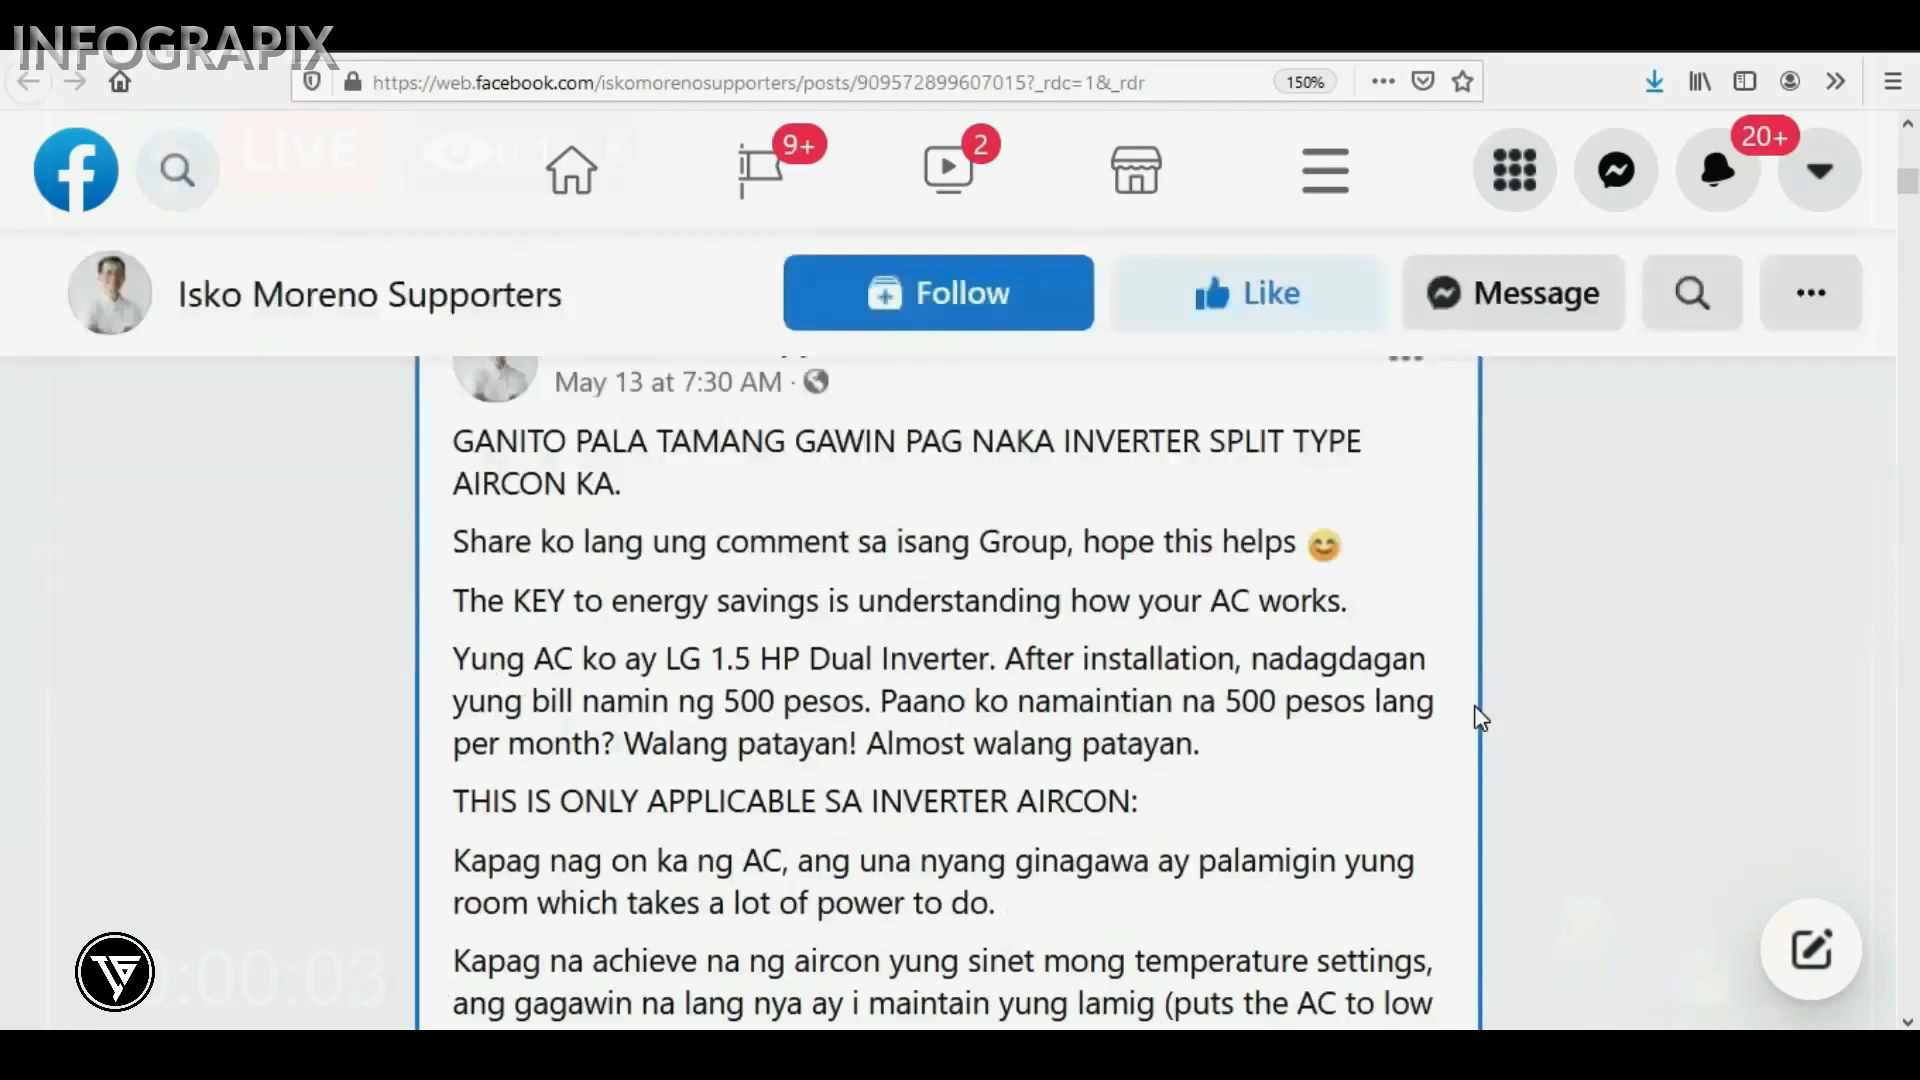 INFOGRAPIX
https://web.facebook.com/iskomorenosupporters/posts/909572899607015?_rdc=1&_rdr
150%
LIVE
9+
2
20+
Isko Moreno Supporters
Follow
Like
Message
May 13 at 7:30 AM ·
GANITO PALA TAMANG GAWIN PAG NAKA INVERTER SPLIT TYPE
AIRCON KA.
Share ko lang ung comment sa isang Group, hope this helps 😊
The KEY to energy savings is understanding how your AC works.
Yung AC ko ay LG 1.5 HP Dual Inverter. After installation, nadagdagan
yung bill namin ng 500 pesos. Paano ko namaintian na 500 pesos lang
per month? Walang patayan! Almost walang patayan.
THIS IS ONLY APPLICABLE SA INVERTER AIRCON:
Kapag nag on ka ng AC, ang una nyang ginagawa ay palamigin yung
room which takes a lot of power to do.
Kapag na achieve na ng aircon yung sinet mong temperature settings,
ang gagawin na lang nya ay i maintain yung lamig (puts the AC to low
:00:03